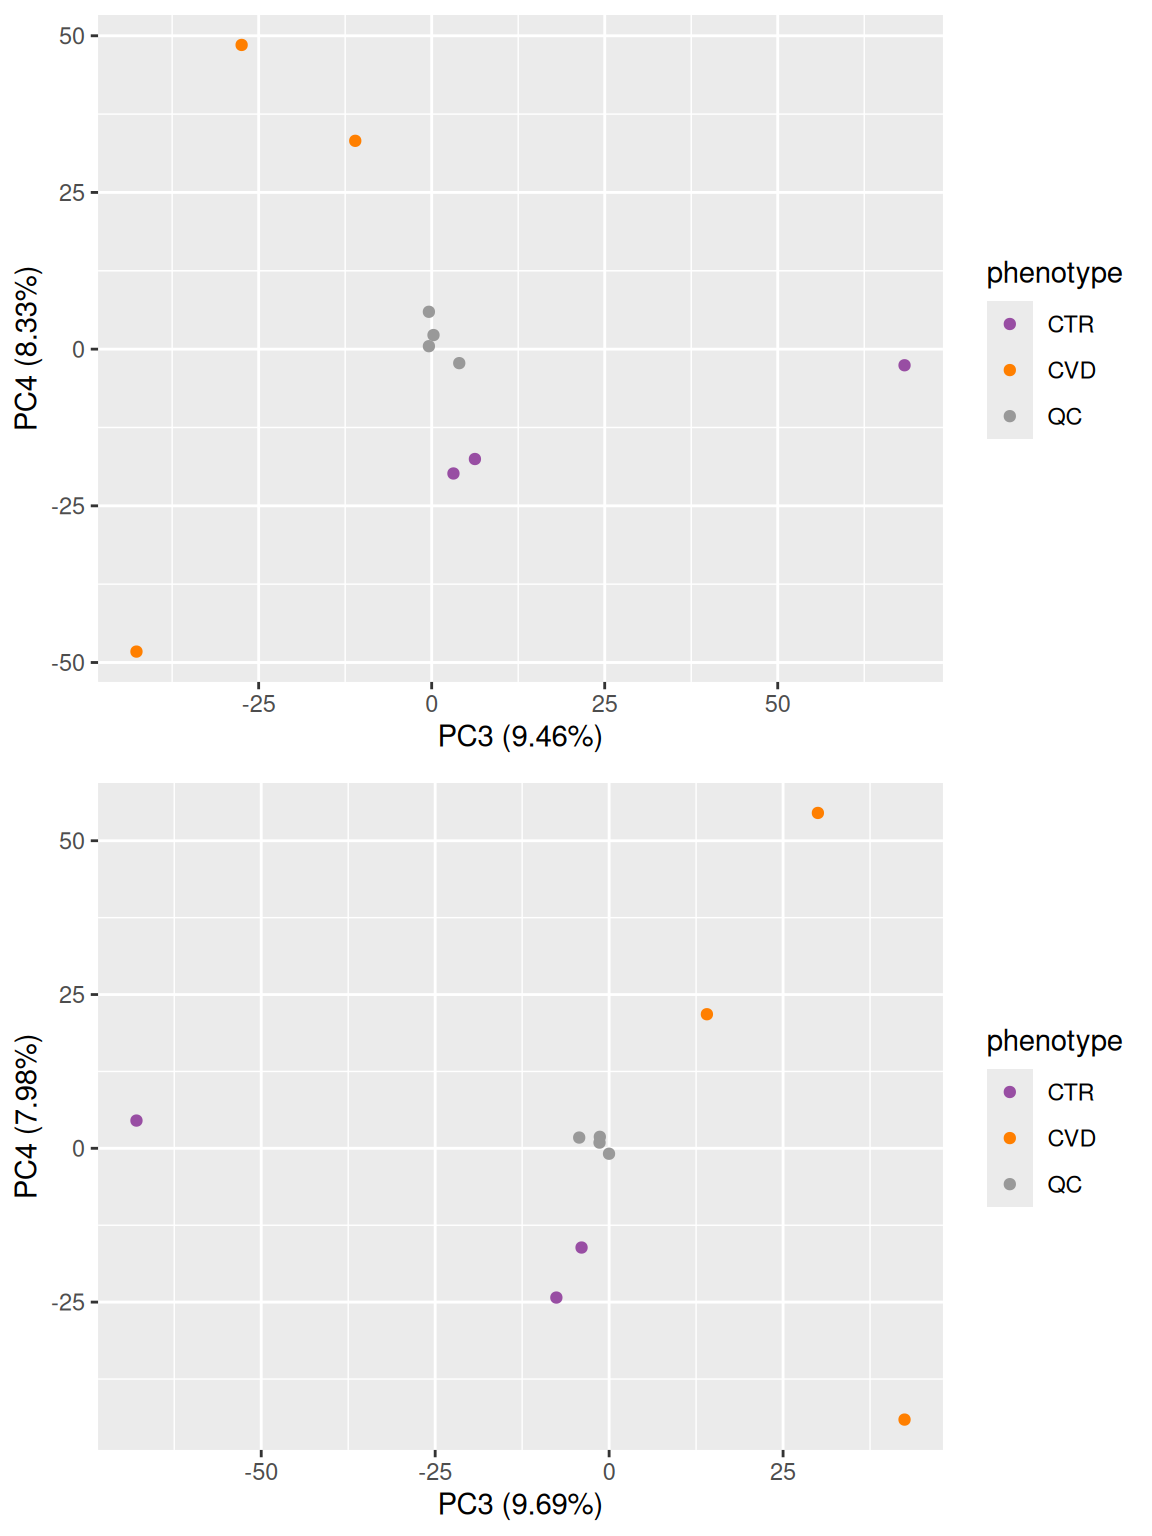 50
25
0
-25
-50
PC4 (8.33%)
-25 0 25 50
PC3 (9.46%)
phenotype
CTR
CVD
QC
50
25
0
-25
PC4 (7.98%)
-50 -25 0 25
PC3 (9.69%)
phenotype
CTR
CVD
QC